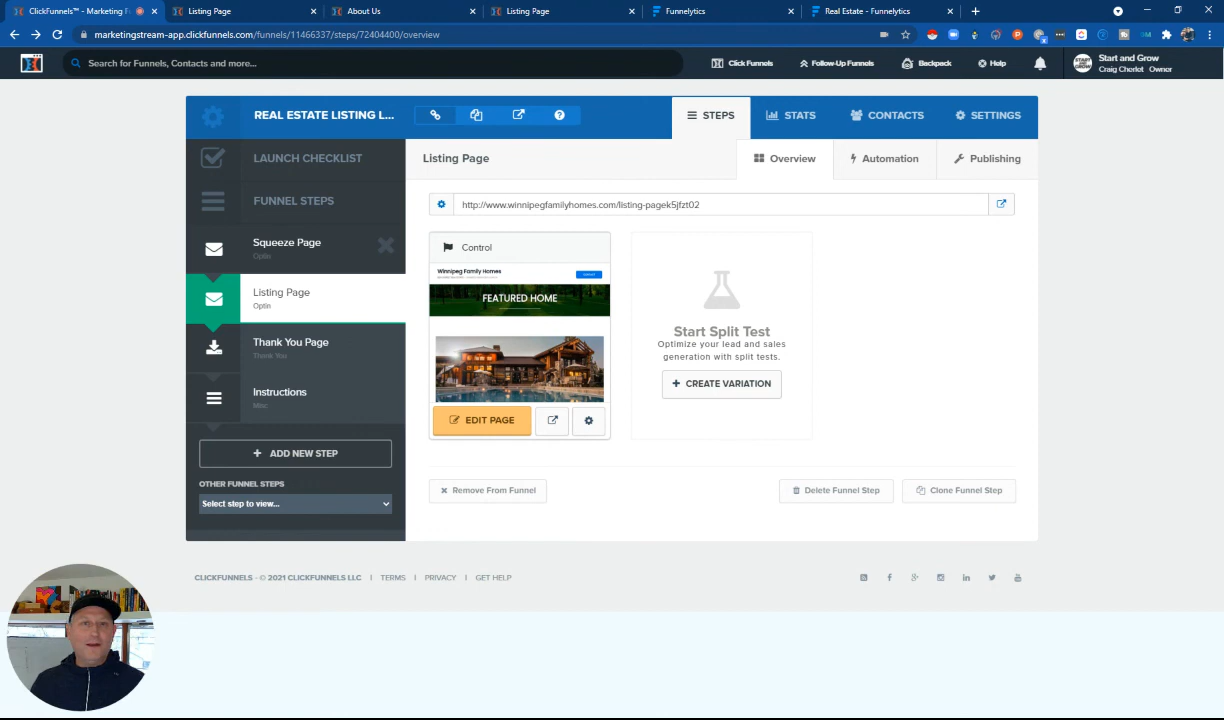 ClickFunnels™ - Marketing F
Listing Page
About Us
Listing Page
Funnelytics
Real Estate - Funnelytics
marketingstream-app.clickfunnels.com/funnels/11466337/steps/72404400/overview
Search for Funnels, Contacts and more...
Click Funnels
Follow-Up Funnels
Backpack
Help
Start and Grow
Craig Cherlet Owner
REAL ESTATE LISTING L...
STEPS
STATS
CONTACTS
SETTINGS
LAUNCH CHECKLIST
Listing Page
Overview
Automation
Publishing
FUNNEL STEPS
http://www.winnipegfamilyhomes.com/listing-pagek5jfzt02
Squeeze Page
Optin
Listing Page
Optin
Thank You Page
Thank You
Instructions
Misc
ADD NEW STEP
OTHER FUNNEL STEPS
Select step to view...
Control
Winnipeg Family Homes
FEATURED HOME
EDIT PAGE
Start Split Test
Optimize your lead and sales
generation with split tests.
CREATE VARIATION
Remove From Funnel
Delete Funnel Step
Clone Funnel Step
CLICKFUNNELS - © 2021 CLICKFUNNELS LLC | TERMS | PRIVACY | GET HELP